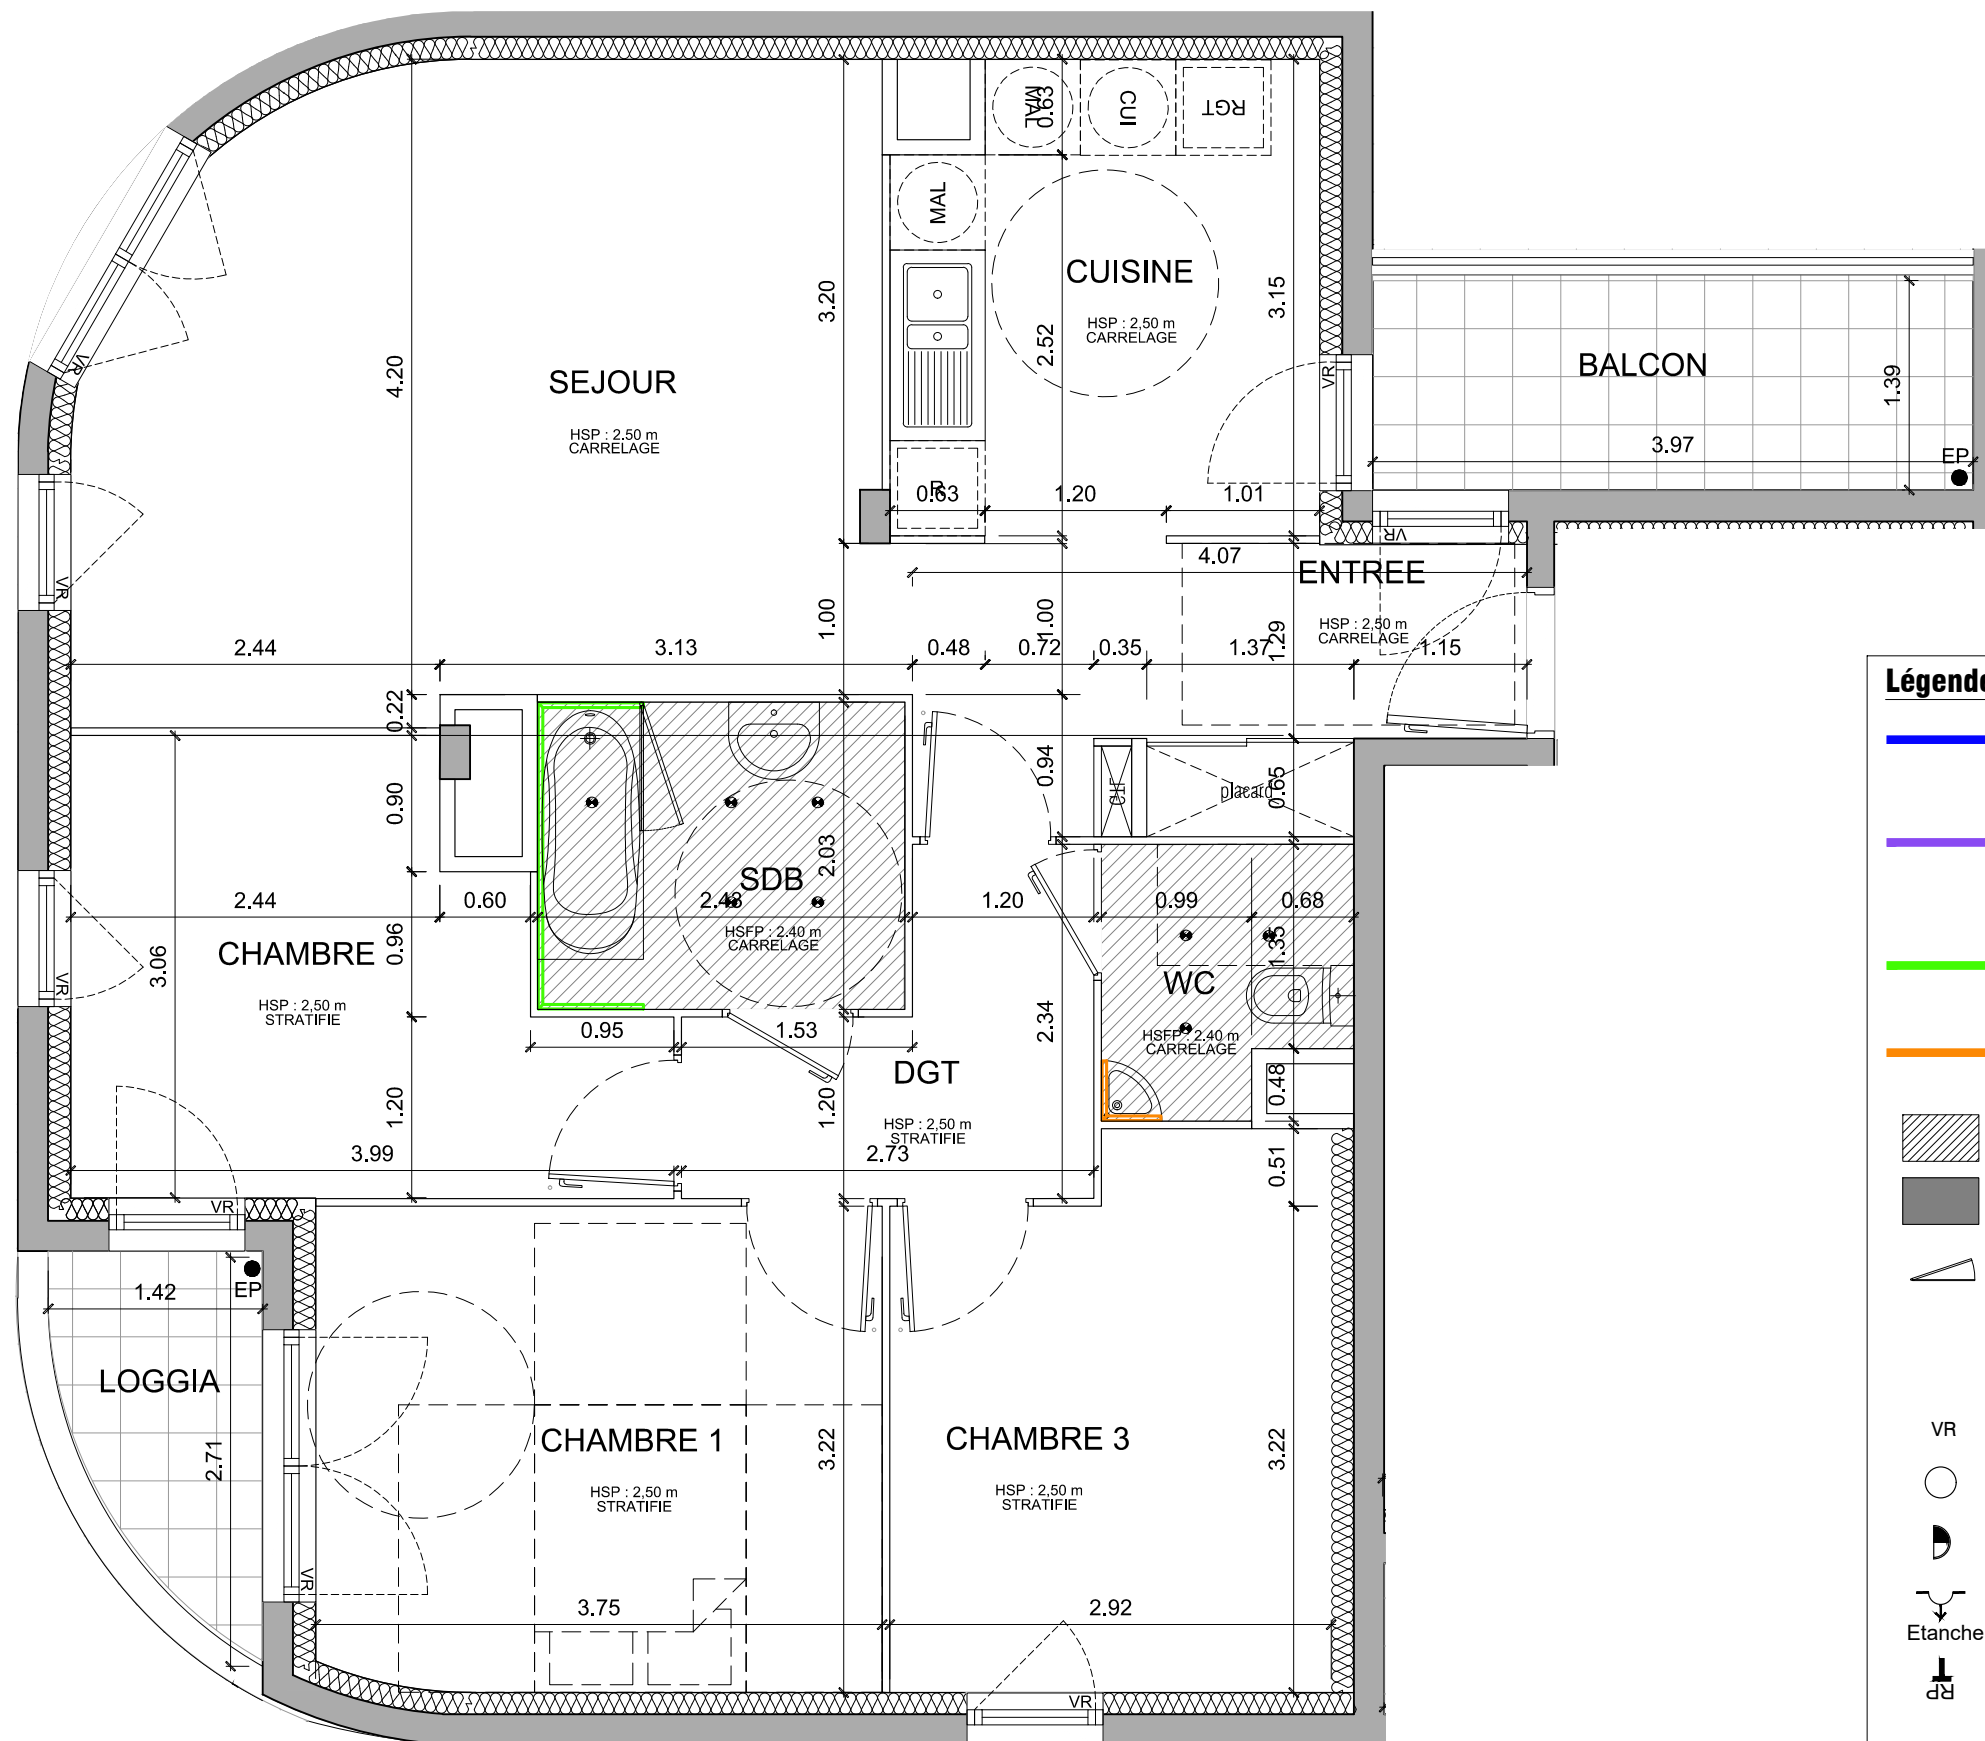 MAL
0.63
CUI
RGT
MAL
CUISINE
HSP : 2,50 m
CARRELAGE
3.20
3.15
2.52
4.20
SEJOUR
HSP : 2.50 m
CARRELAGE
VR
VR
BALCON
1.39
3.97
EP
R
0.63
1.20
1.01
VR
4.07
ENTREE
HSP : 2,50 m
CARRELAGE
VR
1.00
1.00
1.29
2.44
3.13
0.48
0.72
0.35
1.37
1.15
Légende
0.22
0.94
0.65
placard
0.90
2.03
SDB
HSFP : 2.40 m
CARRELAGE
2.44
0.60
2.43
1.20
0.99
0.68
CHAMBRE
HSP : 2,50 m
STRATIFIE
3.06
0.96
VR
1.35
WC
HSFP : 2.40 m
CARRELAGE
2.34
0.95
1.53
DGT
HSP : 2,50 m
STRATIFIE
0.48
1.20
1.20
3.99
2.73
0.51
VR
EP
1.42
LOGGIA
2.71
CHAMBRE 1
HSP : 2,50 m
STRATIFIE
3.22
CHAMBRE 3
HSP : 2,50 m
STRATIFIE
3.22
VR
3.75
2.92
VR
VR
Etanche
RP